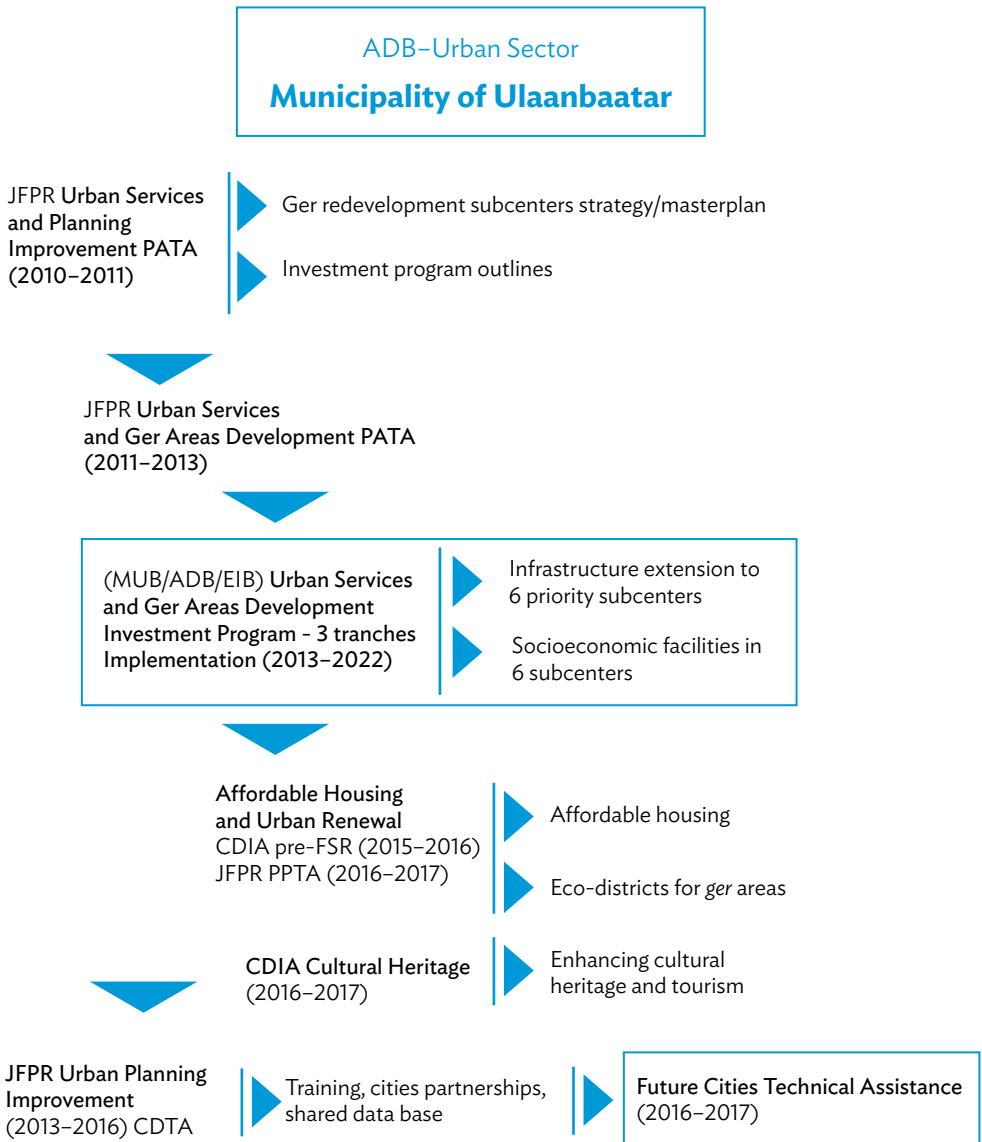 ADB–Urban Sector
Municipality of Ulaanbaatar
JFPR Urban Services
and Planning
Improvement PATA
(2010–2011)
Ger redevelopment subcenters strategy/masterplan
Investment program outlines
JFPR Urban Services
and Ger Areas Development PATA
(2011–2013)
(MUB/ADB/EIB) Urban Services
and Ger Areas Development
Investment Program - 3 tranches
Implementation (2013–2022)
Infrastructure extension to
6 priority subcenters
Socioeconomic facilities in
6 subcenters
Affordable Housing
and Urban Renewal
CDIA pre-FSR (2015–2016)
JFPR PPTA (2016–2017)
Affordable housing
Eco-districts for ger areas
CDIA Cultural Heritage
(2016–2017)
Enhancing cultural
heritage and tourism
JFPR Urban Planning
Improvement
(2013–2016) CDTA
Training, cities partnerships,
shared data base
Future Cities Technical Assistance
(2016–2017)